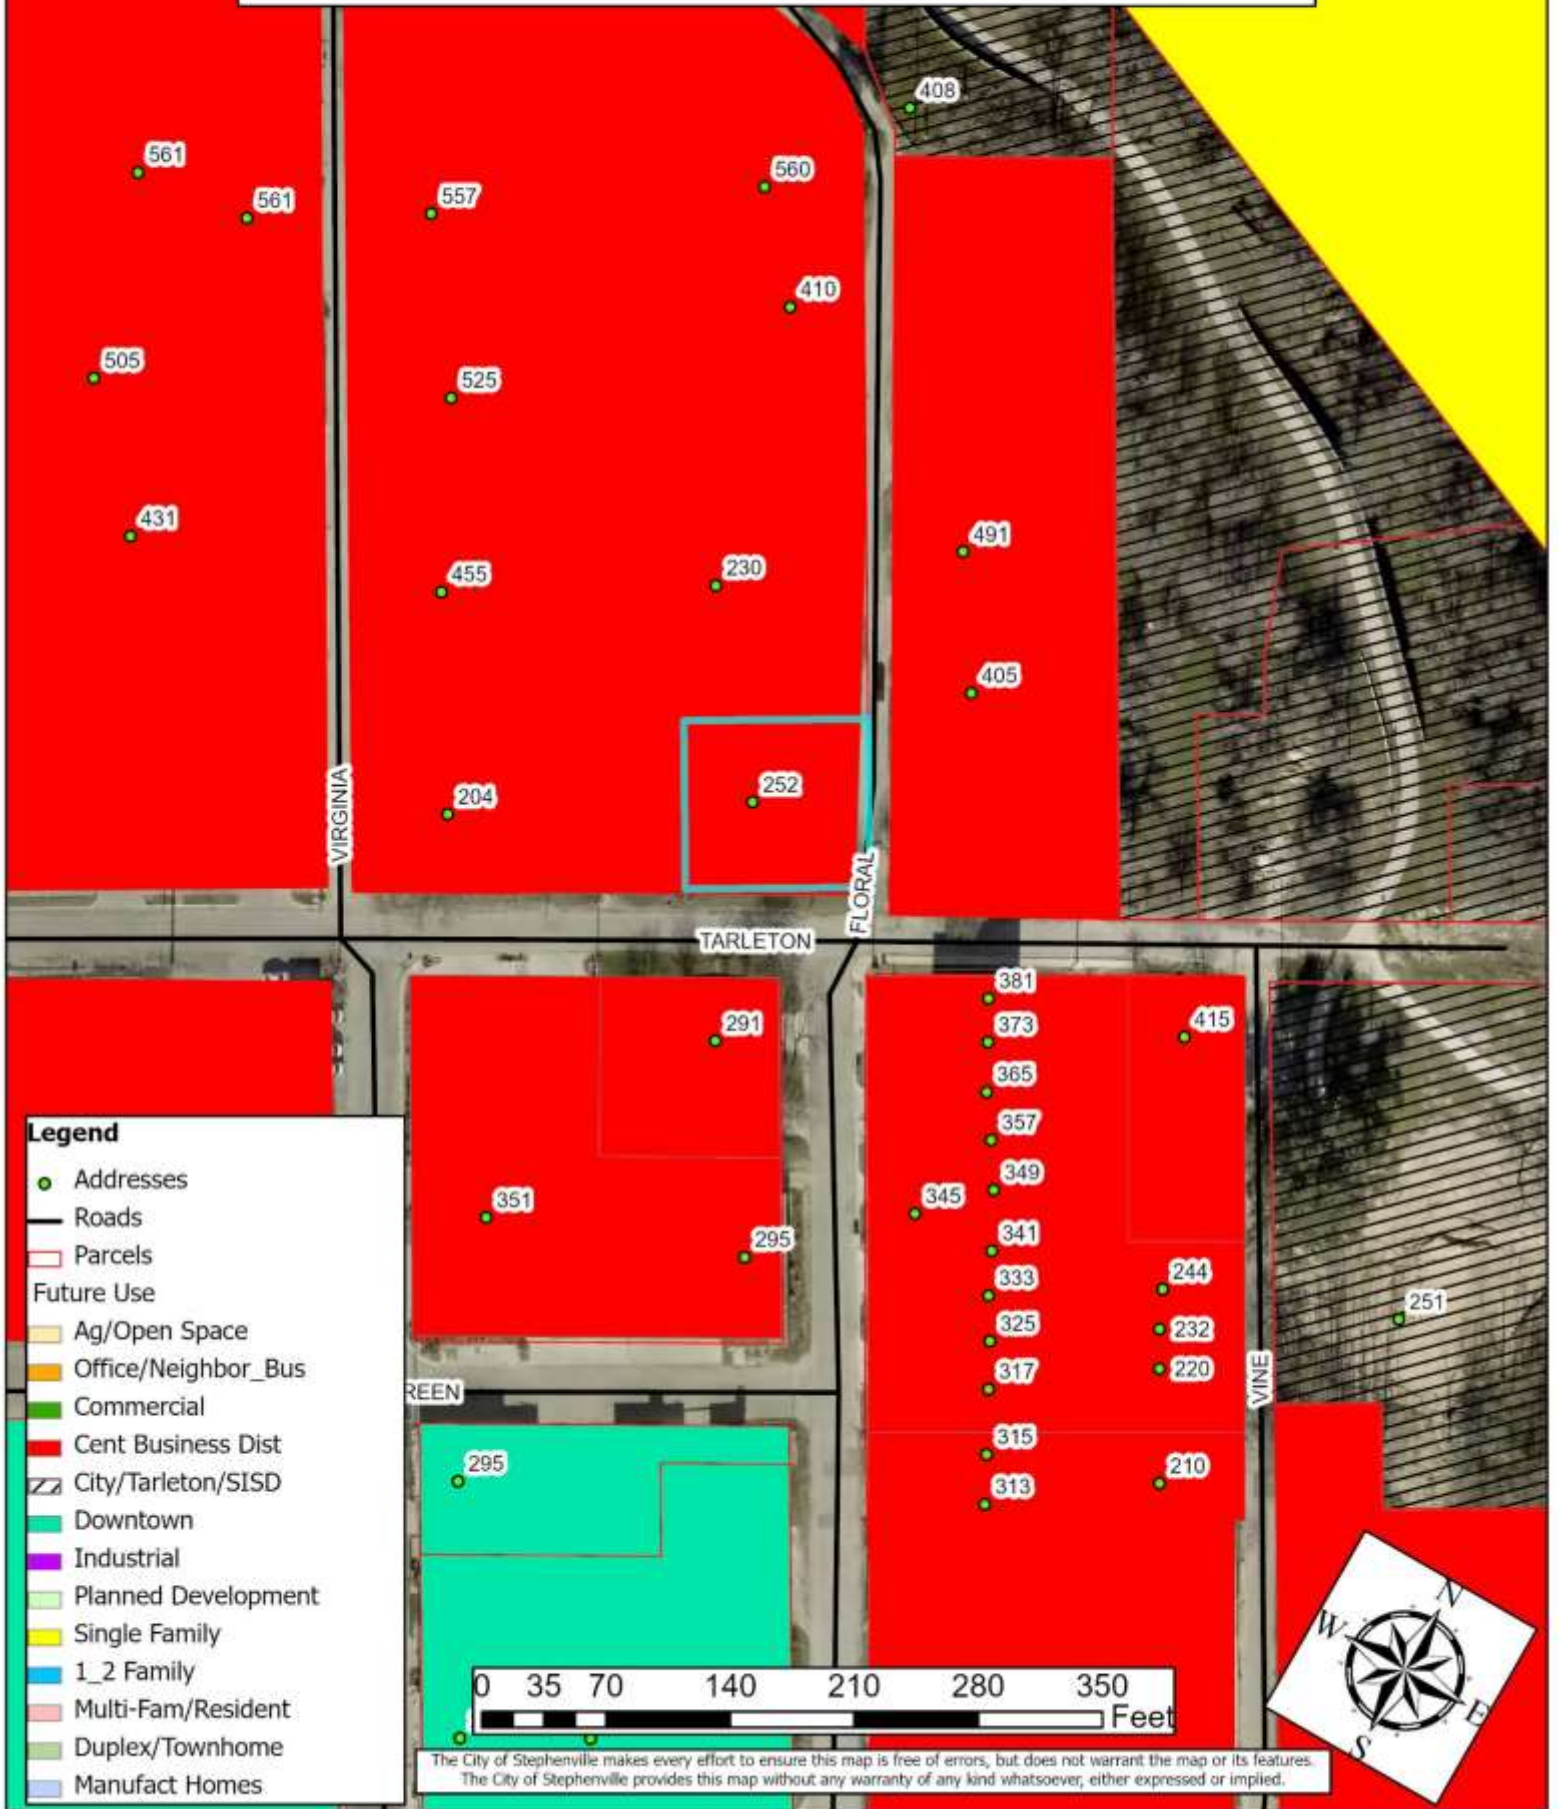 408
561
560
561
557
410
505
525
431
491
455
230
405
252
204
VIRGINIA
FLORAL
TARLETON
381
291
373
415
365
357
349
345
351
341
295
244
333
251
325
232
317
220
VINE
REEN
315
295
210
313
Legend
Addresses
Roads
Parcels
Future Use
Ag/Open Space
Office/Neighbor_Bus
Commercial
Cent Business Dist
City/Tarleton/SISD
Downtown
Industrial
Planned Development
Single Family
1_2 Family
Multi-Fam/Resident
Duplex/Townhome
Manufact Homes
N
W
E
S
0 35 70 140 210 280 350
Feet
The City of Stephenville makes every effort to ensure this map is free of errors, but does not warrant the map or its features.
The City of Stephenville provides this map without any warranty of any kind whatsoever, either expressed or implied.